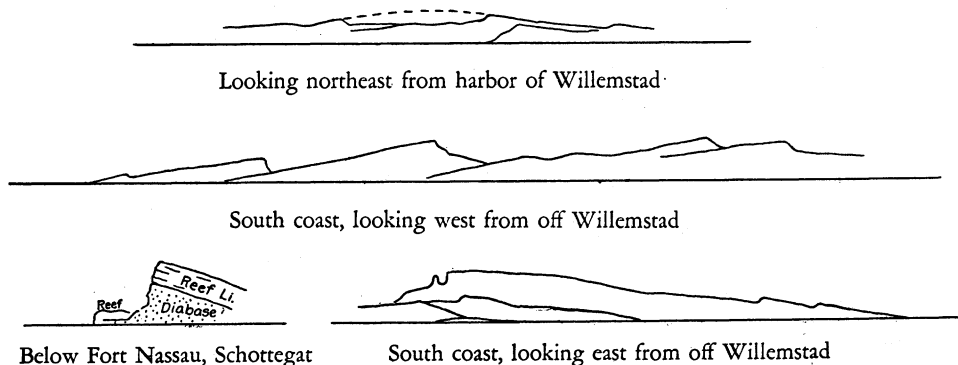 Looking northeast from harbor of Willemstad
South coast, looking west from off Willemstad
Reef
Reef Li.
Diabase
Below Fort Nassau, Schottegat
South coast, looking east from off Willemstad